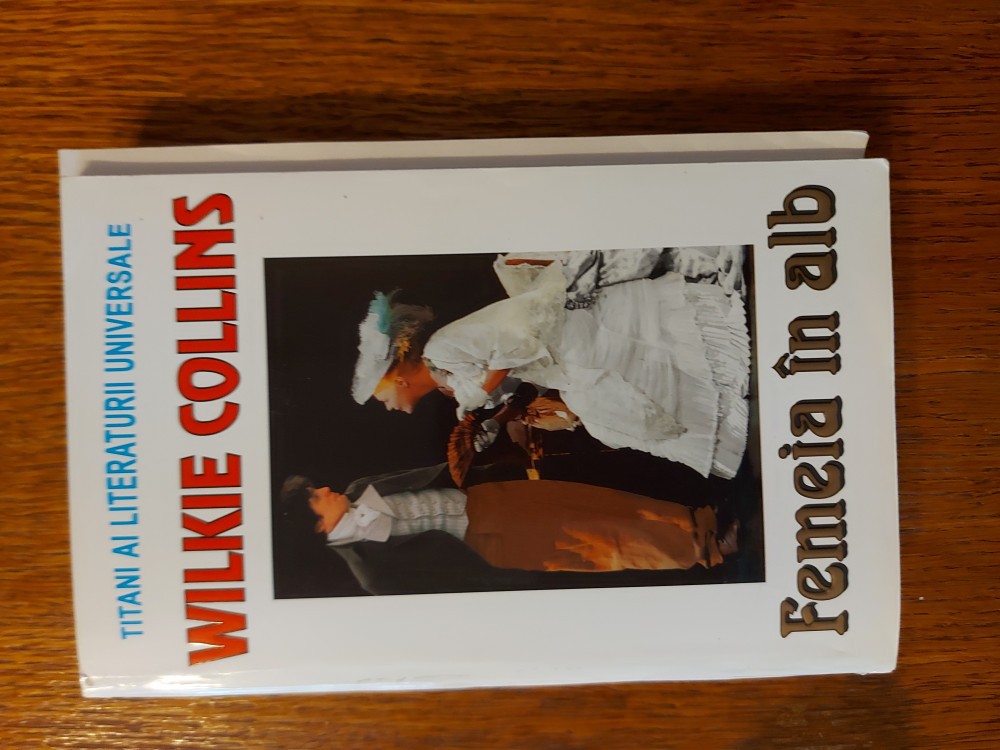 TITANI AI LITERATURII UNIVERSALE
WILKIE COLLINS
Femeia în alb